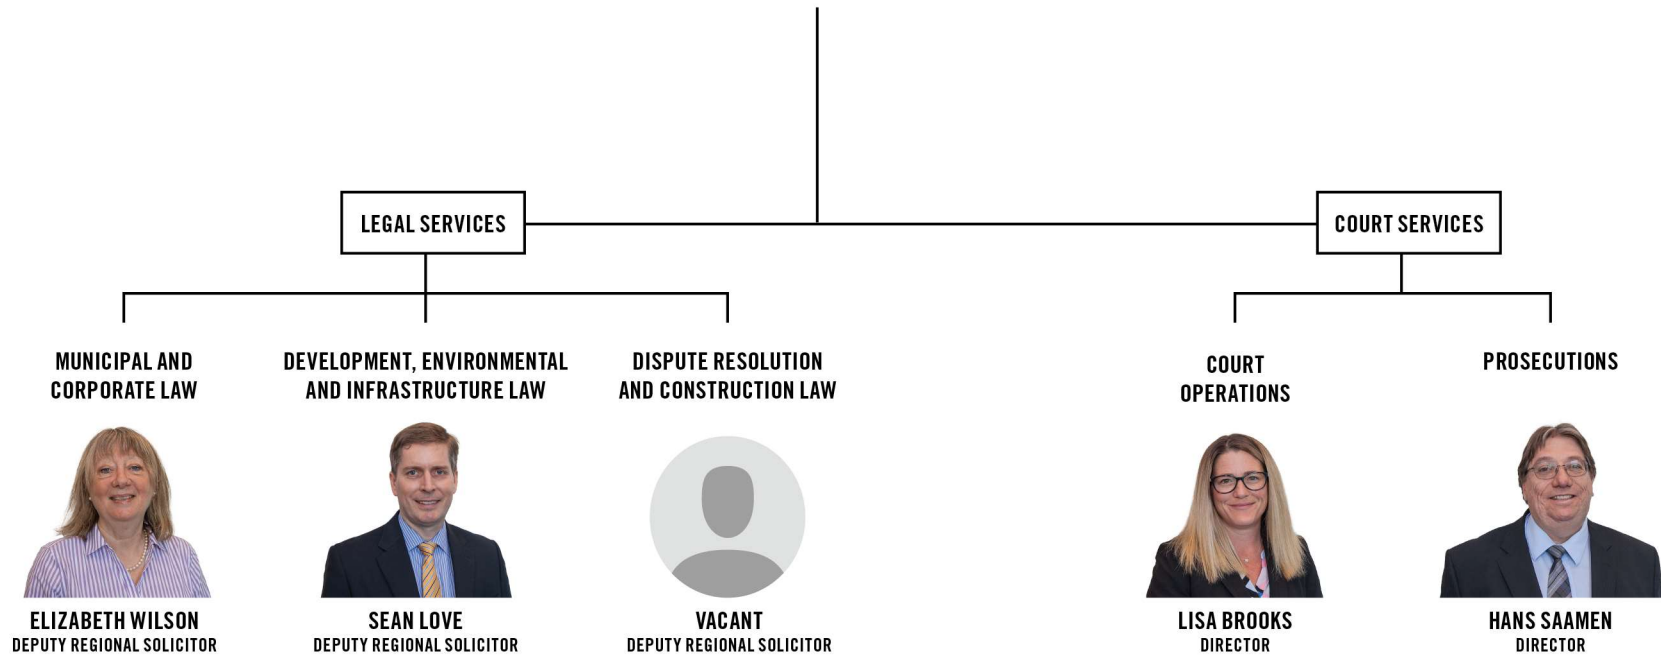 LEGAL SERVICES
COURT SERVICES
MUNICIPAL AND
CORPORATE LAW
DEVELOPMENT, ENVIRONMENTAL
AND INFRASTRUCTURE LAW
DISPUTE RESOLUTION
AND CONSTRUCTION LAW
COURT
OPERATIONS
PROSECUTIONS
ELIZABETH WILSON
DEPUTY REGIONAL SOLICITOR
SEAN LOVE
DEPUTY REGIONAL SOLICITOR
VACANT
DEPUTY REGIONAL SOLICITOR
LISA BROOKS
DIRECTOR
HANS SAAMEN
DIRECTOR